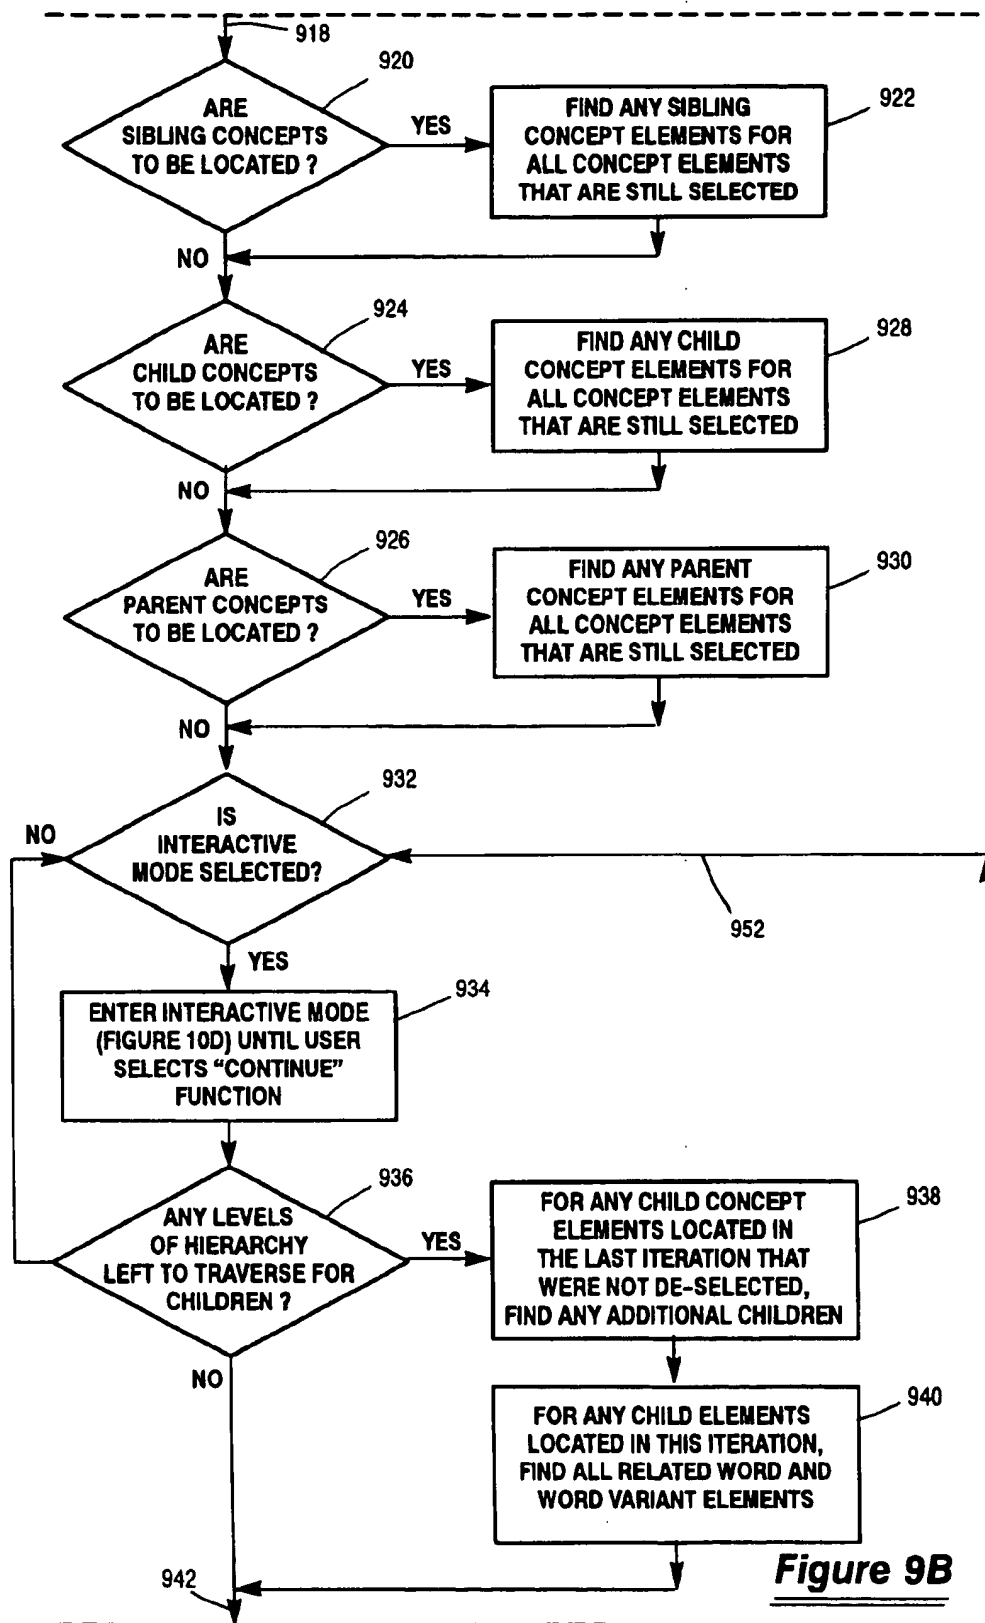 918
920
ARE
SIBLING CONCEPTS
TO BE LOCATED ?
YES
FIND ANY SIBLING
CONCEPT ELEMENTS FOR
ALL CONCEPT ELEMENTS
THAT ARE STILL SELECTED
922
NO
924
ARE
CHILD CONCEPTS
TO BE LOCATED ?
YES
FIND ANY CHILD
CONCEPT ELEMENTS FOR
ALL CONCEPT ELEMENTS
THAT ARE STILL SELECTED
928
NO
926
ARE
PARENT CONCEPTS
TO BE LOCATED ?
YES
FIND ANY PARENT
CONCEPT ELEMENTS FOR
ALL CONCEPT ELEMENTS
THAT ARE STILL SELECTED
930
NO
932
IS
INTERACTIVE
MODE SELECTED?
NO
952
YES
934
ENTER INTERACTIVE MODE
(FIGURE 10D) UNTIL USER
SELECTS "CONTINUE"
FUNCTION
936
ANY LEVELS
OF HIERARCHY
LEFT TO TRAVERSE FOR
CHILDREN ?
YES
FOR ANY CHILD CONCEPT
ELEMENTS LOCATED IN
THE LAST ITERATION THAT
WERE NOT DE-SELECTED,
FIND ANY ADDITIONAL CHILDREN
938
NO
FOR ANY CHILD ELEMENTS
LOCATED IN THIS ITERATION,
FIND ALL RELATED WORD AND
WORD VARIANT ELEMENTS
940
942
Figure 9B